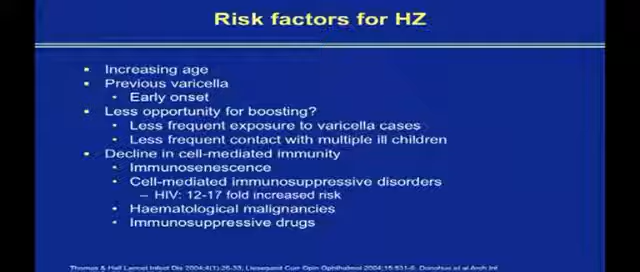 Risk factors for HZ
Increasing age
Previous varicella
Early onset
Less opportunity for boosting?
Less frequent exposure to varicella cases
Less frequent contact with multiple ill children
Decline in cell-mediated immunity
Immunosenescence
Cell-mediated immunosuppressive disorders
– HIV: 12-17 fold increased risk
Haematological malignancies
Immunosuppressive drugs
Thomas & Hall Lancet Infect Dis 2004;4(1):26-33; Liesegang Curr Opin Ophthalmol 2004;15:531-6; Donahue et al Arch Int